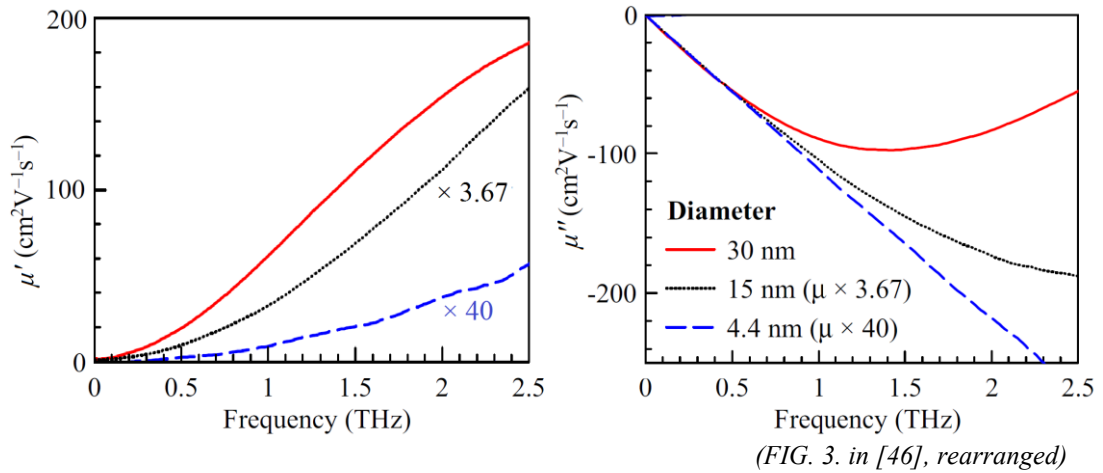 200
100
0
μ′ (cm²V⁻¹s⁻¹)
× 3.67
× 40
0 0.5 1 1.5 2 2.5
Frequency (THz)
0
-100
-200
μ′′ (cm²V⁻¹s⁻¹)
Diameter
30 nm
15 nm (μ × 3.67)
4.4 nm (μ × 40)
0 0.5 1 1.5 2 2.5
Frequency (THz)
(FIG. 3. in [46], rearranged)